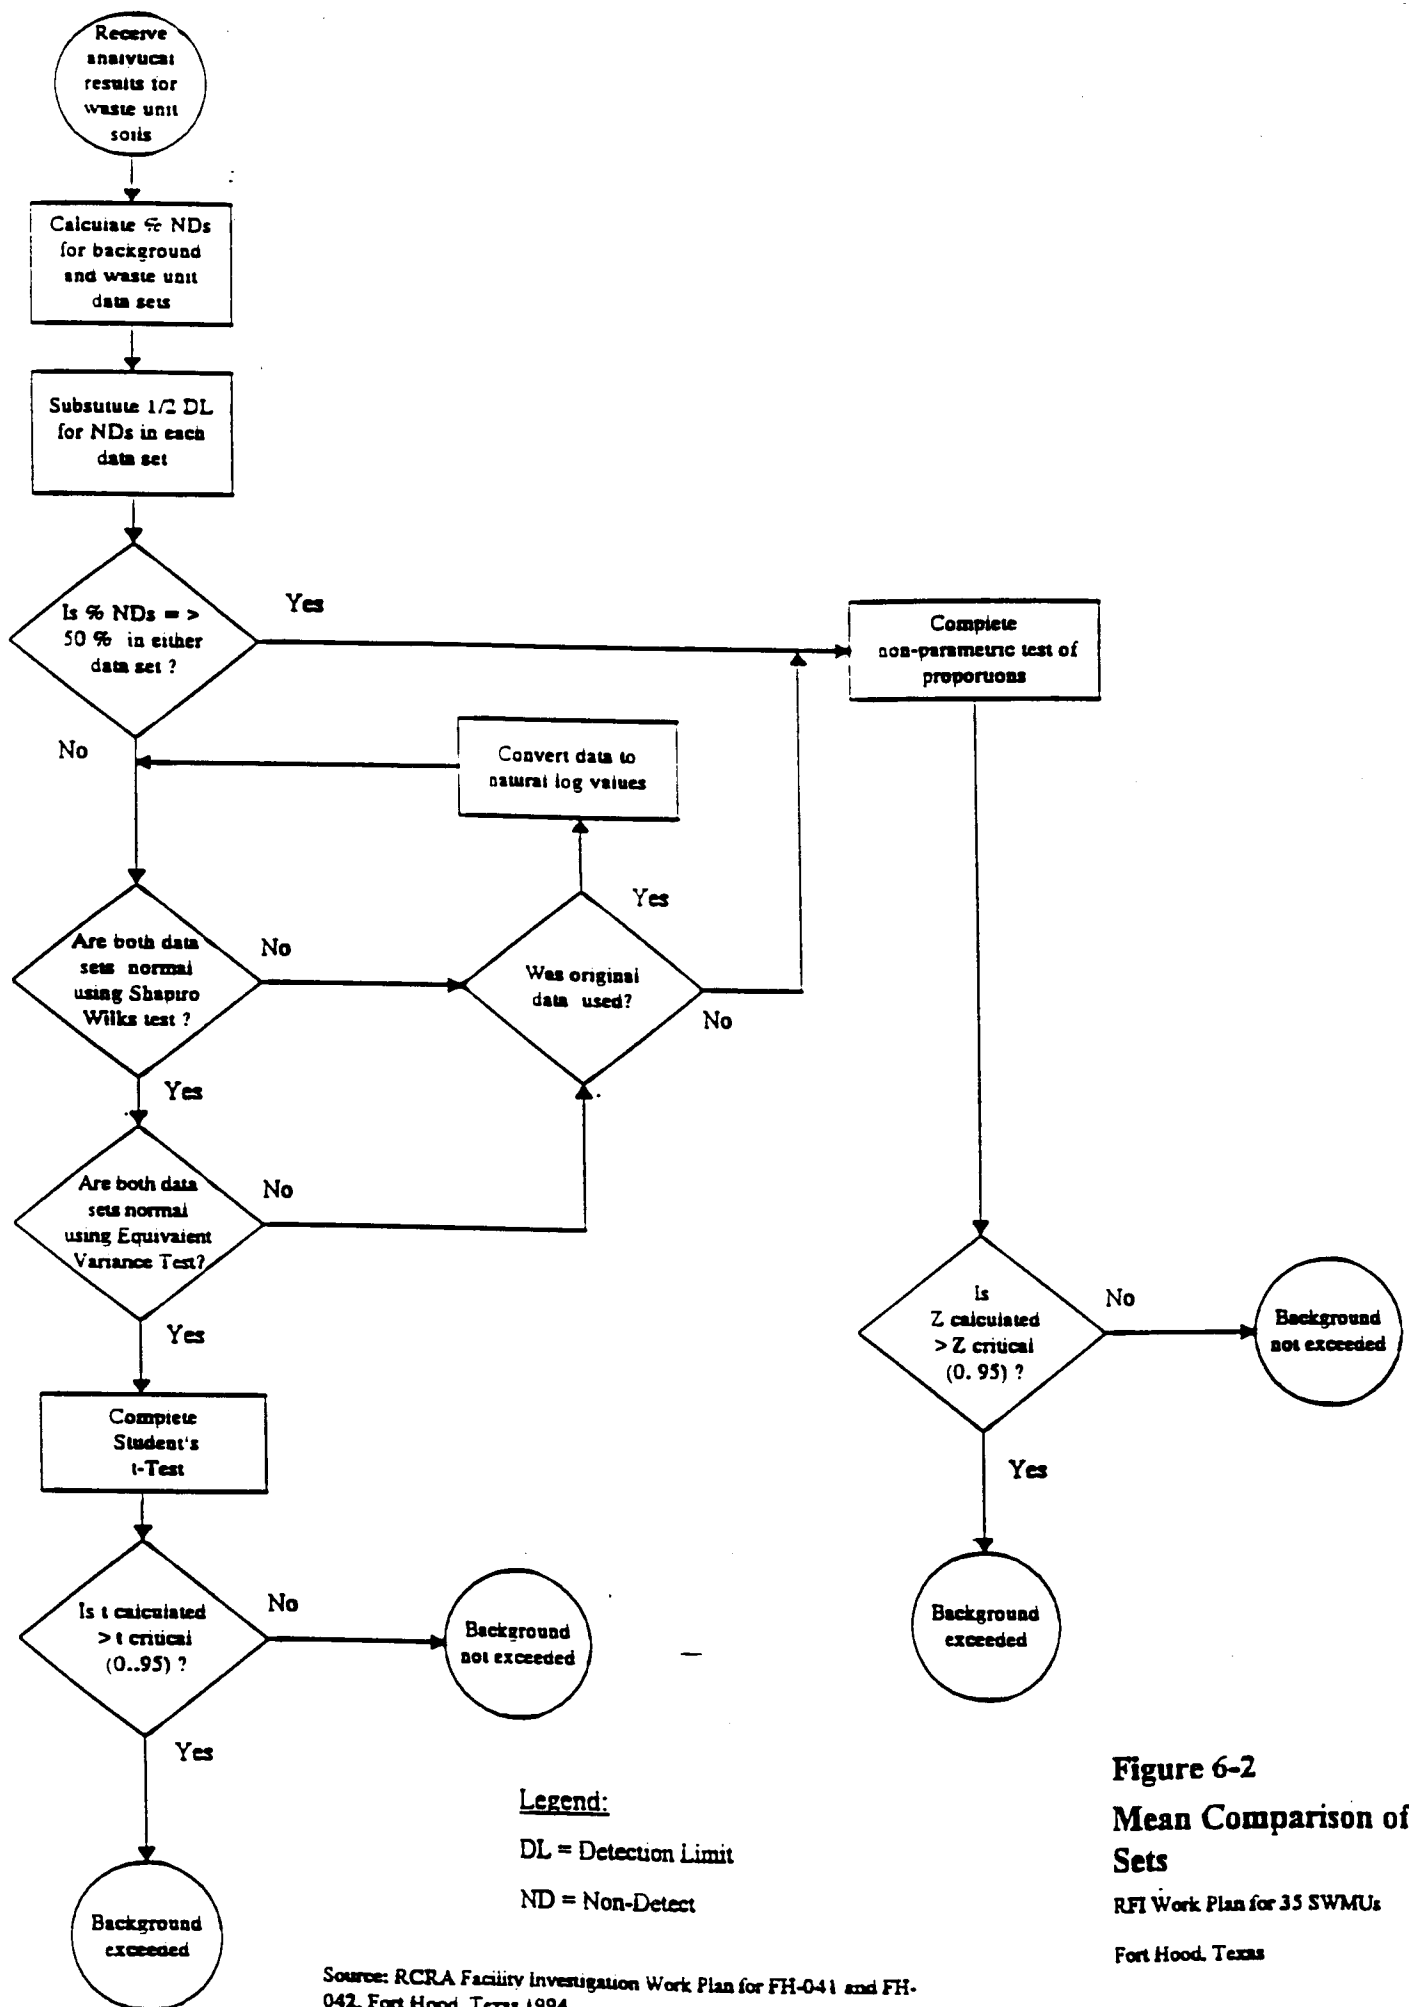 Receive
analytical
results for
waste unit
soils
Calculate % NDs
for background
and waste unit
data sets
Substitute 1/2 DL
for NDs in each
data set
Is % NDs = >
50 % in either
data set ?
Yes
No
Complete
non-parametric test of
proportions
Convert data to
natural log values
Are both data
sets normal
using Shapiro
Wilks test ?
No
Yes
Was original
data used?
Yes
No
Are both data
sets normal
using Equivalent
Variance Test?
No
Yes
Is
Z calculated
> Z critical
(0. 95) ?
No
Background
not exceeded
Yes
Background
exceeded
Complete
Student's
t-Test
Is t calculated
> t critical
(0..95) ?
No
Background
not exceeded
Yes
Background
exceeded
Legend:
DL = Detection Limit
ND = Non-Detect
Figure 6-2
Mean Comparison of
Sets
RFI Work Plan for 35 SWMUs
Fort Hood, Texas
Source: RCRA Facility Investigation Work Plan for FH-041 and FH-
042, Fort Hood, Texas 1994